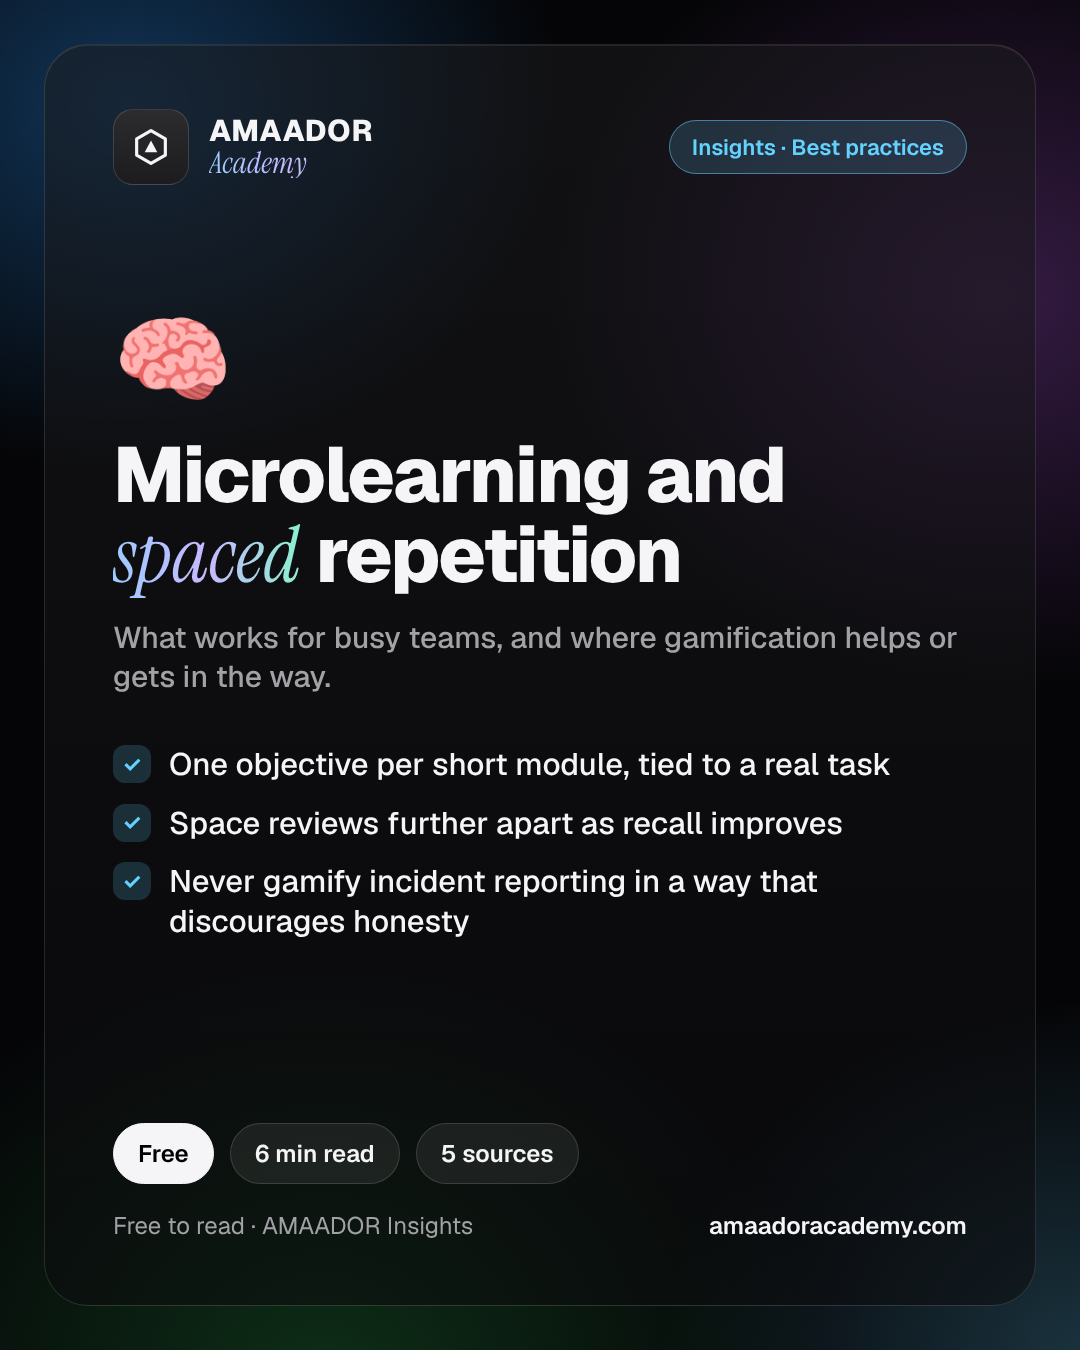 AMAADOR
Academy
Insights · Best practices
Microlearning and
spaced repetition
What works for busy teams, and where gamification helps or
gets in the way.
One objective per short module, tied to a real task
Space reviews further apart as recall improves
Never gamify incident reporting in a way that
discourages honesty
Free
6 min read
5 sources
Free to read · AMAADOR Insights
amaadoracademy.com